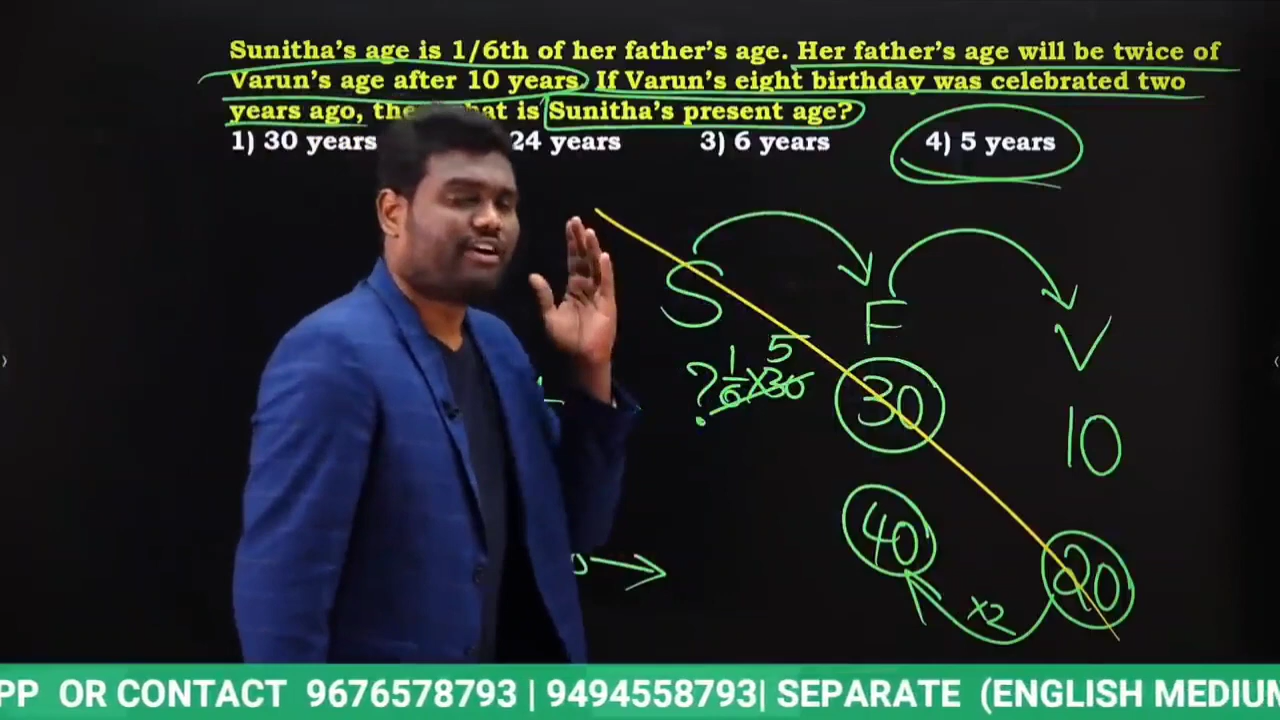 Sunitha's age is 1/6th of her father's age. Her father's age will be twice of
Varun's age after 10 years. If Varun's eight birthday was celebrated two
years ago, the at is Sunitha's present age?
1) 30 years 24 years 3) 6 years 4) 5 years
S F V
? 1/6 × 30 5 30 10
40 20
×2
PP OR CONTACT 9676578793 | 9494558793| SEPARATE (ENGLISH MEDIUM